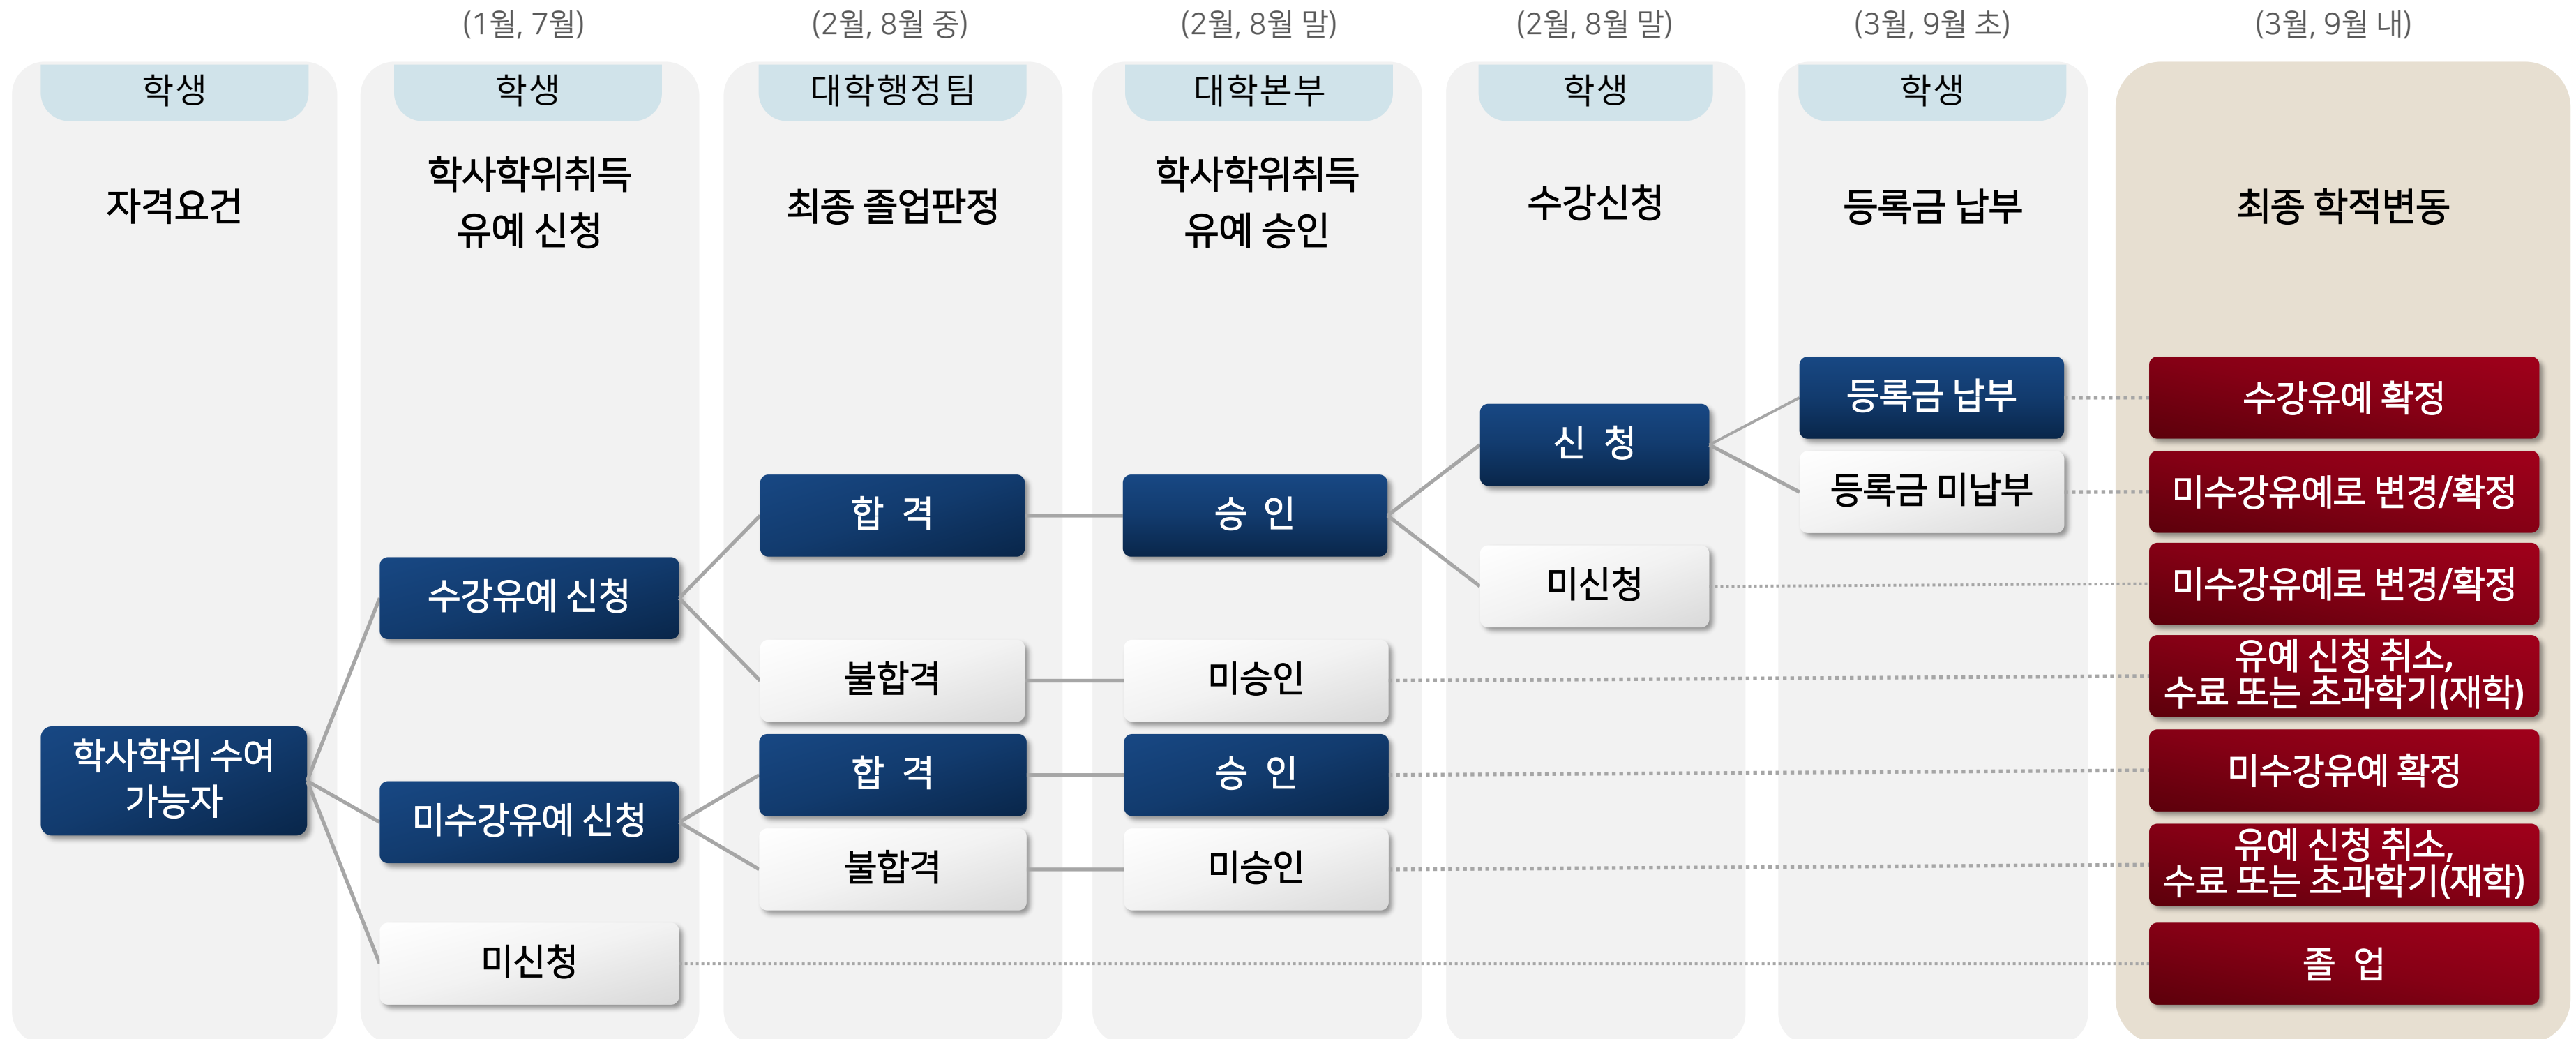 (1월, 7월)
(2월, 8월 중)
(2월, 8월 말)
(2월, 8월 말)
(3월, 9월 초)
(3월, 9월 내)
학생
학생
대학행정팀
대학본부
학생
학생
자격요건
학사학위취득
유예 신청
최종 졸업판정
학사학위취득
유예 승인
수강신청
등록금 납부
최종 학적변동
학사학위 수여
가능자
수강유예 신청
미수강유예 신청
미신청
합 격
불합격
합 격
불합격
승 인
미승인
승 인
미승인
신 청
미신청
등록금 납부
등록금 미납부
수강유예 확정
미수강유예로 변경/확정
미수강유예로 변경/확정
유예 신청 취소,
수료 또는 초과학기(재학)
미수강유예 확정
유예 신청 취소,
수료 또는 초과학기(재학)
졸 업